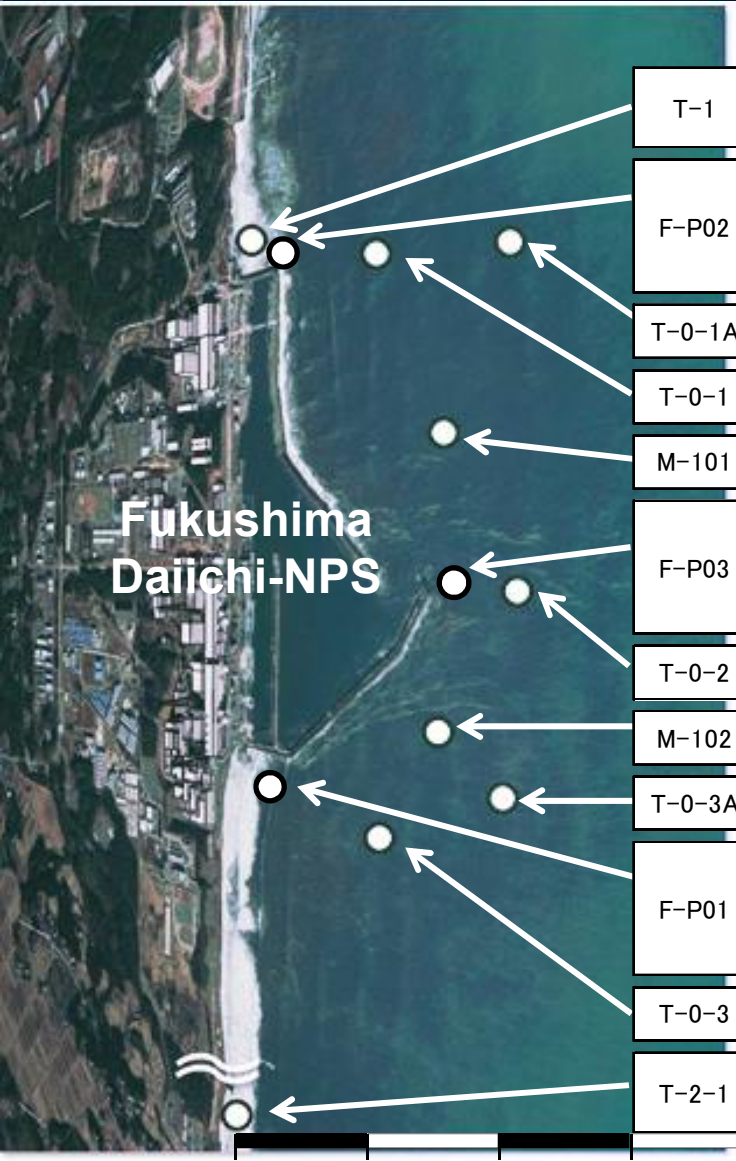 T-1
F-P02
T-0-1A
T-0-1
M-101
Fukushima
Daiichi-NPS
F-P03
T-0-2
M-102
T-0-3A
F-P01
T-0-3
T-2-1